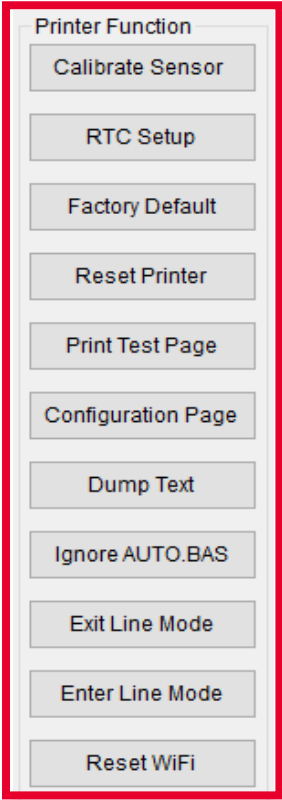 Printer Function
Calibrate Sensor
RTC Setup
Factory Default
Reset Printer
Print Test Page
Configuration Page
Dump Text
Ignore AUTO.BAS
Exit Line Mode
Enter Line Mode
Reset WiFi